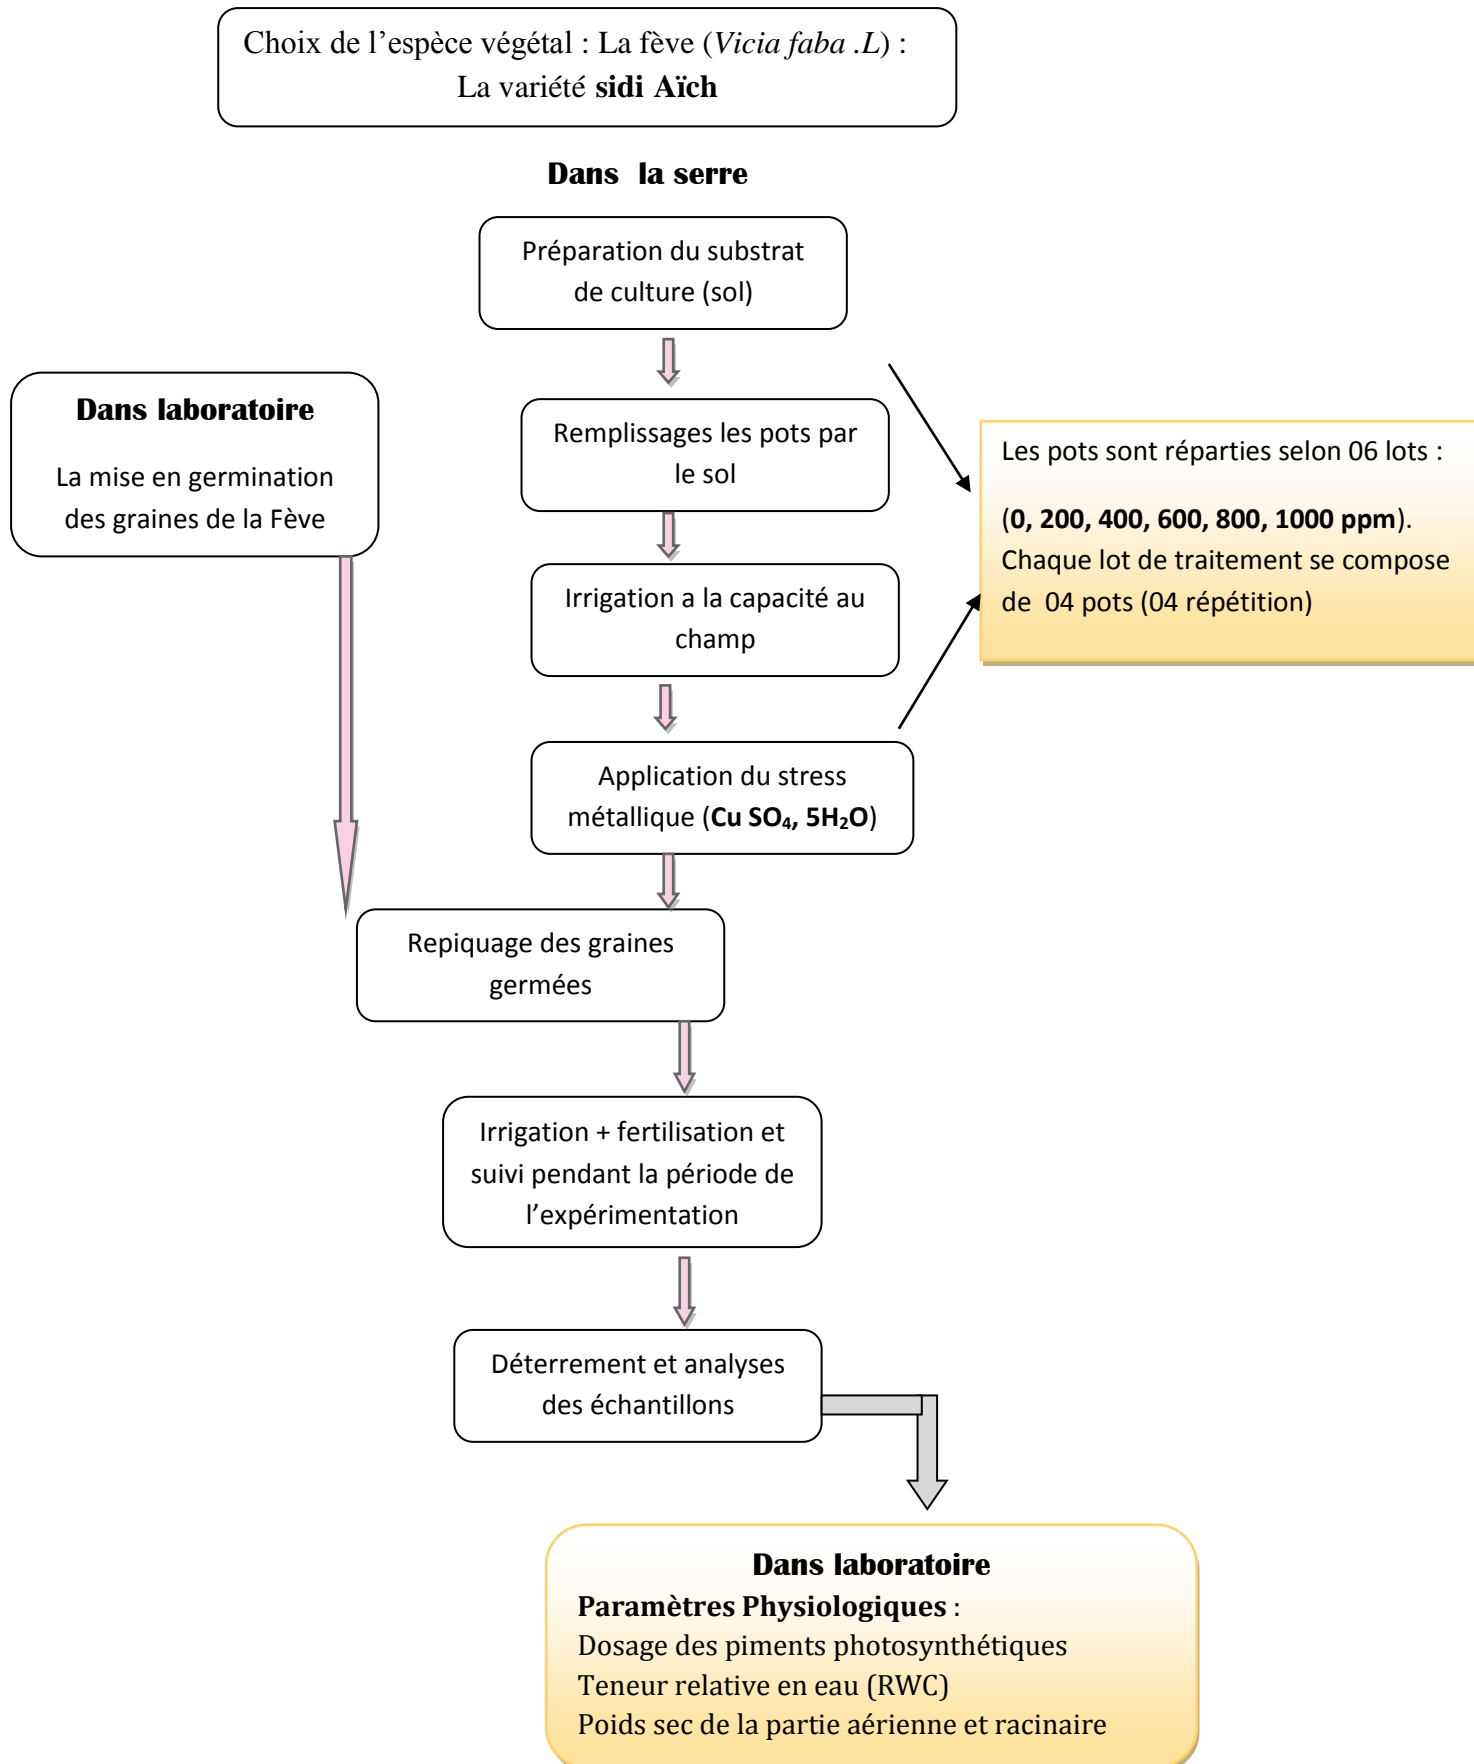 Choix de l’espèce végétal : La fève (Vicia faba .L) :
La variété sidi Aïch
Dans la serre
Préparation du substrat
de culture (sol)
Dans laboratoire
La mise en germination
des graines de la Fève
Remplissages les pots par
le sol
Les pots sont réparties selon 06 lots :
(0, 200, 400, 600, 800, 1000 ppm).
Chaque lot de traitement se compose
de 04 pots (04 répétition)
Irrigation a la capacité au
champ
Application du stress
métallique (Cu SO₄, 5H₂O)
Repiquage des graines
germées
Irrigation + fertilisation et
suivi pendant la période de
l’expérimentation
Déterrement et analyses
des échantillons
Dans laboratoire
Paramètres Physiologiques :
Dosage des piments photosynthétiques
Teneur relative en eau (RWC)
Poids sec de la partie aérienne et racinaire